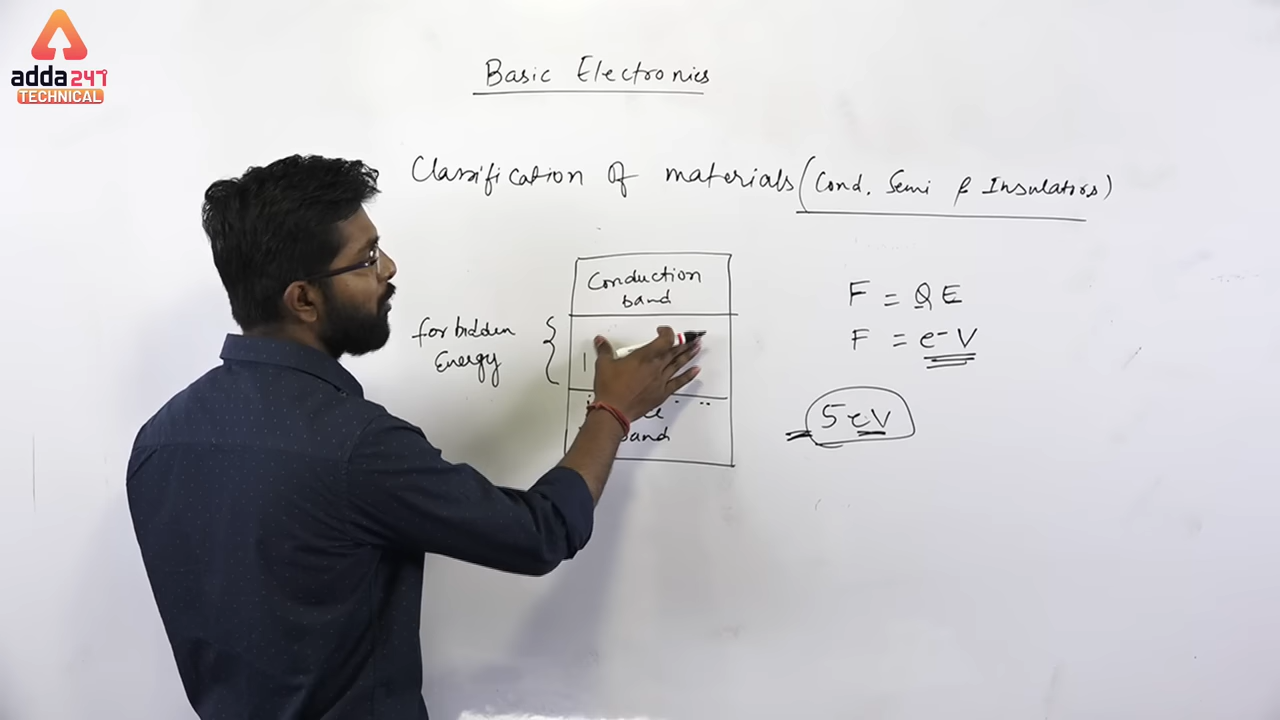 adda247
TECHNICAL
Basic Electronics
Classification of materials (Cond. Semi & Insulators)
Conduction
band
forbidden
Energy
band
F = QE
F = e-V
5 eV